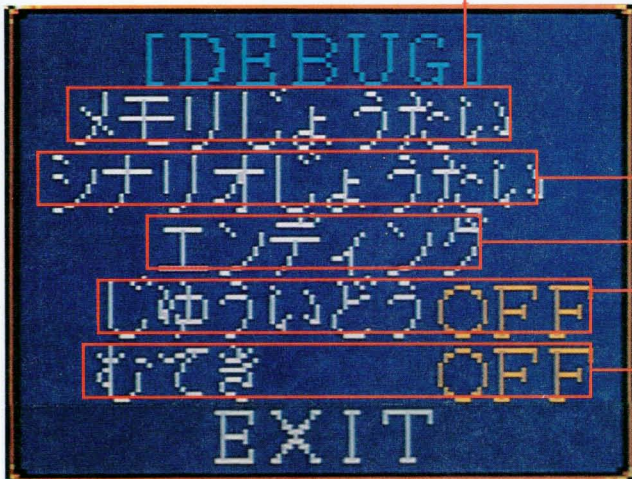 [DEBUG]
メモリじょうたい
シナリオじょうたい
エンディング
じゆういどう OFF
むてき OFF
EXIT